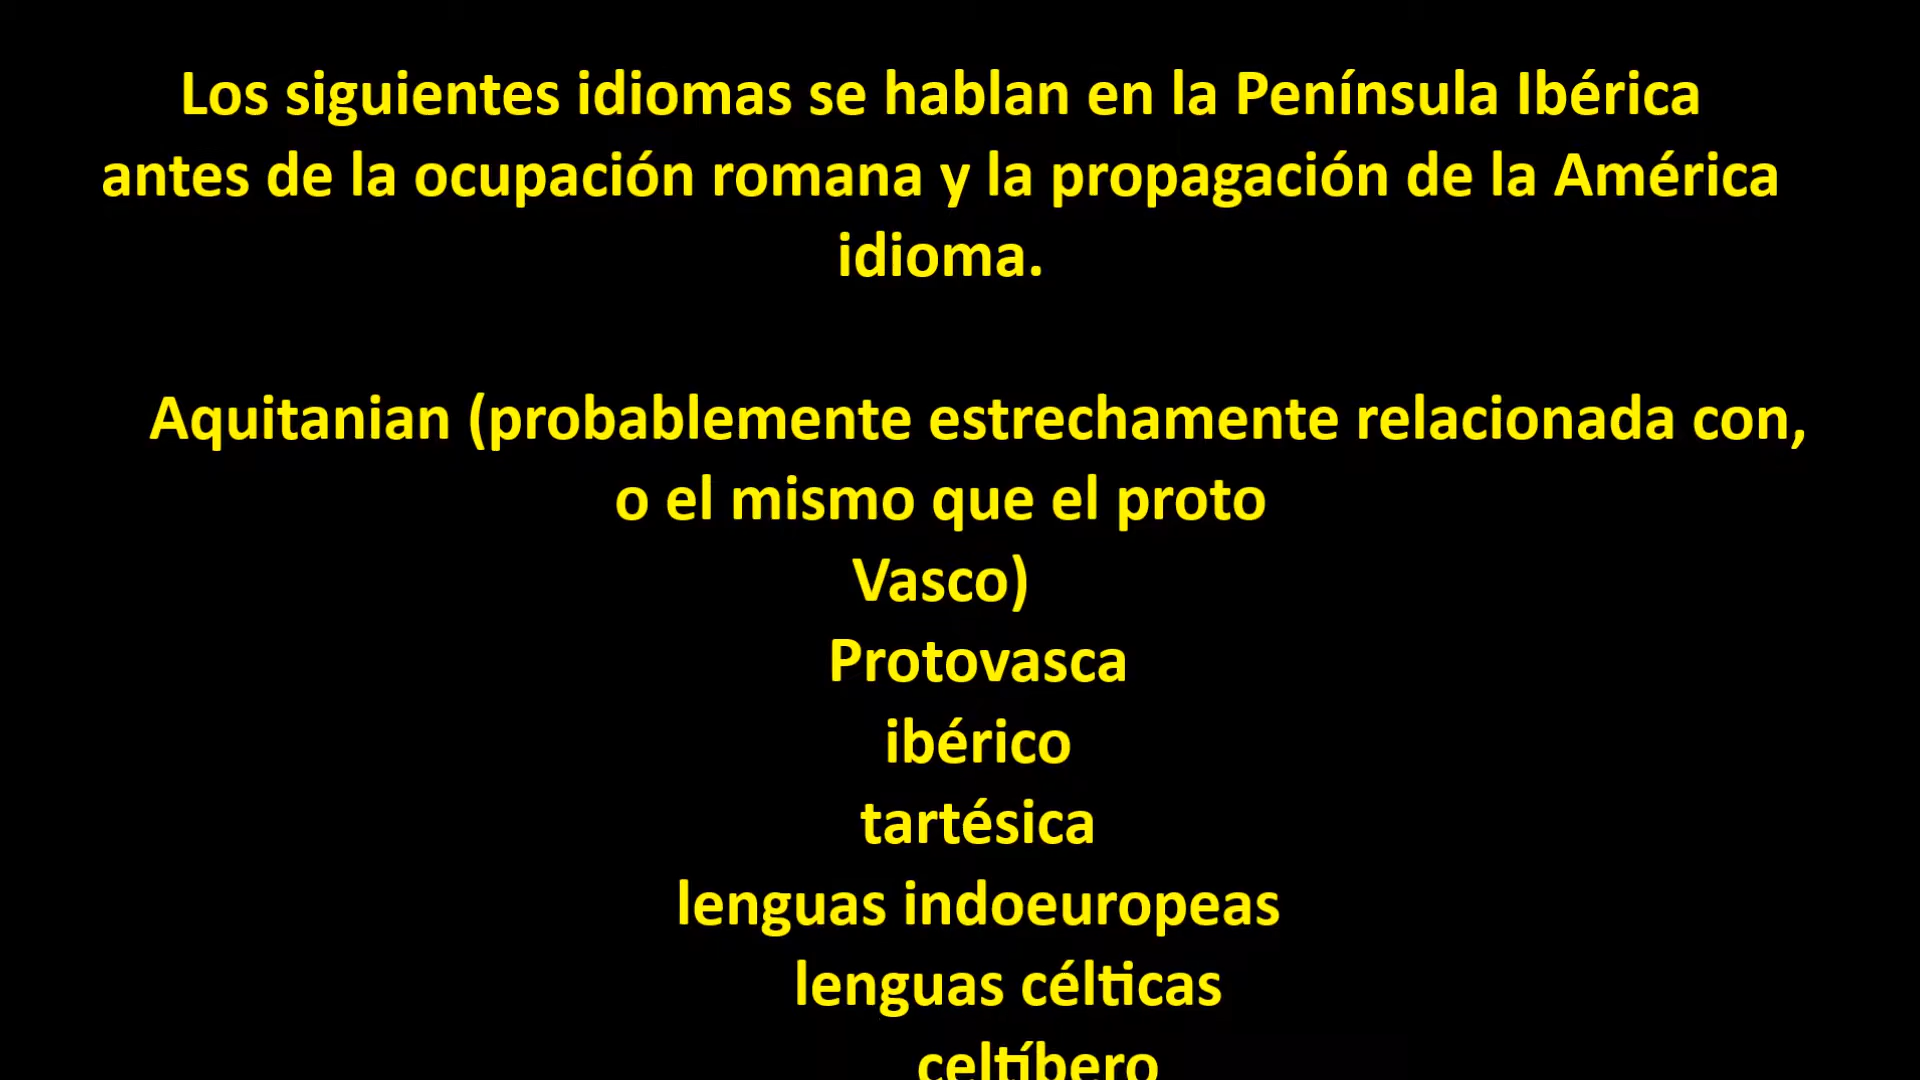 Los siguientes idiomas se hablan en la Península Ibérica
antes de la ocupación romana y la propagación de la América
idioma.
Aquitanian (probablemente estrechamente relacionada con,
o el mismo que el proto
Vasco)
Protovasca
ibérico
tartésica
lenguas indoeuropeas
lenguas célticas
celtíbero